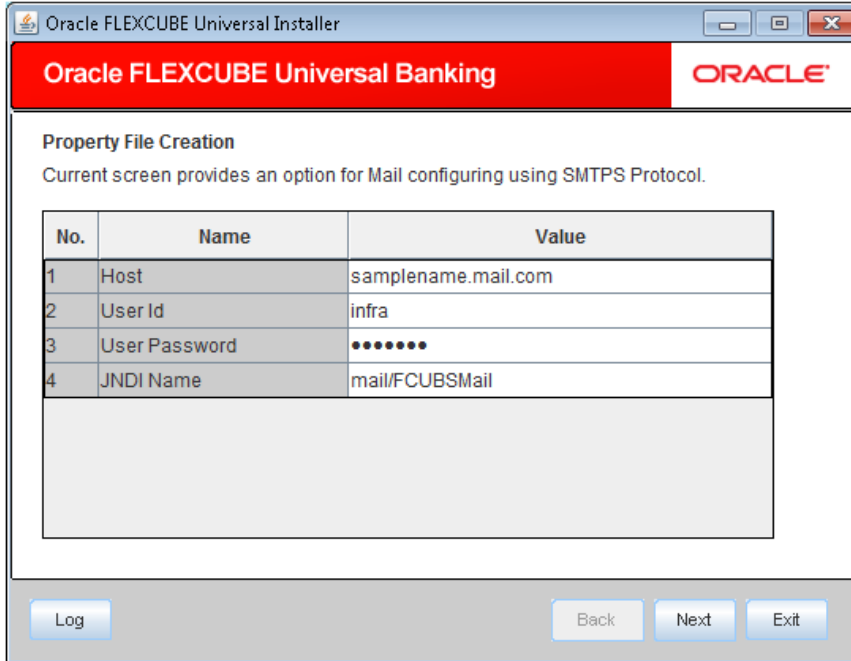 Oracle FLEXCUBE Universal Installer
Oracle FLEXCUBE Universal Banking
ORACLE
Property File Creation
Current screen provides an option for Mail configuring using SMTPS Protocol.
No. Name Value
1 Host samplename.mail.com
2 User Id infra
3 User Password •••••••
4 JNDI Name mail/FCUBSMail
Log Back Next Exit